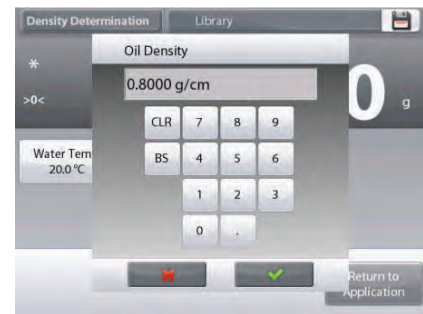 Density Determination Library
Oil Density
*
0.8000 g/cm
>0<
0 g
CLR 7 8 9
Water Tem
20.0 °C
BS 4 5 6
1 2 3
0 .
Return to
Application